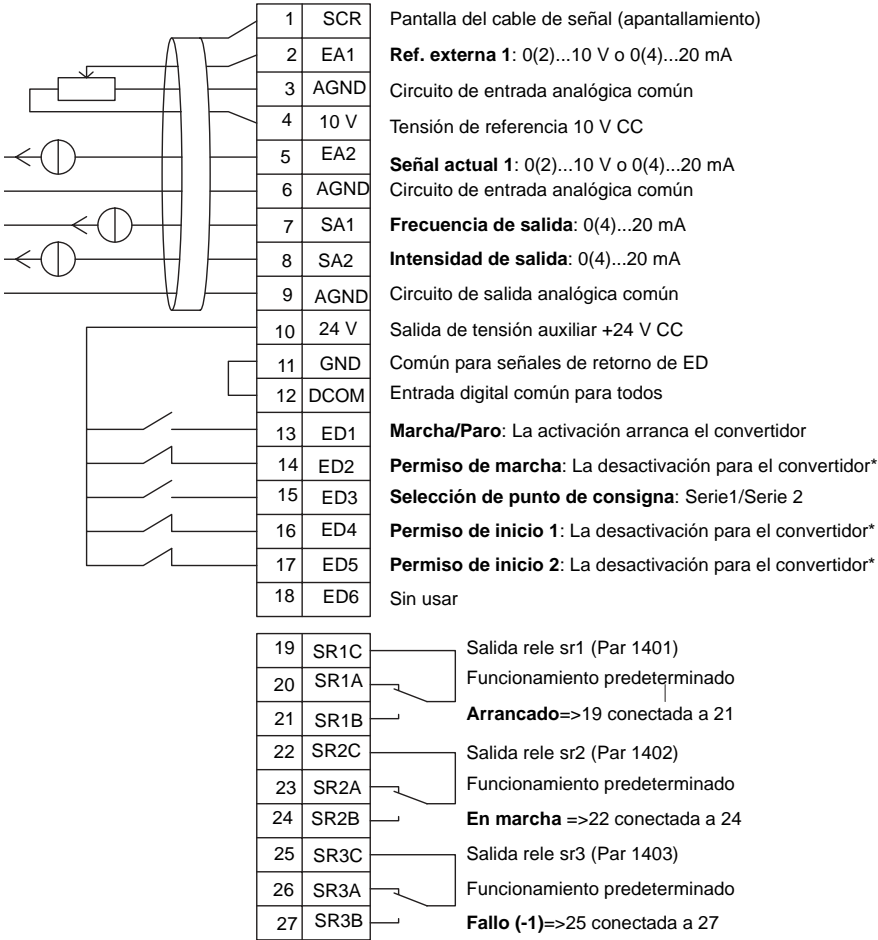 1 SCR Pantalla del cable de señal (apantallamiento)
2 EA1 Ref. externa 1: 0(2)...10 V o 0(4)...20 mA
3 AGND Circuito de entrada analógica común
4 10 V Tensión de referencia 10 V CC
5 EA2 Señal actual 1: 0(2)...10 V o 0(4)...20 mA
6 AGND Circuito de entrada analógica común
7 SA1 Frecuencia de salida: 0(4)...20 mA
8 SA2 Intensidad de salida: 0(4)...20 mA
9 AGND Circuito de salida analógica común
10 24 V Salida de tensión auxiliar +24 V CC
11 GND Común para señales de retorno de ED
12 DCOM Entrada digital común para todos
13 ED1 Marcha/Paro: La activación arranca el convertidor
14 ED2 Permiso de marcha: La desactivación para el convertidor*
15 ED3 Selección de punto de consigna: Serie1/Serie 2
16 ED4 Permiso de inicio 1: La desactivación para el convertidor*
17 ED5 Permiso de inicio 2: La desactivación para el convertidor*
18 ED6 Sin usar
19 SR1C Salida rele sr1 (Par 1401)
20 SR1A Funcionamiento predeterminado
21 SR1B Arrancado=>19 conectada a 21
22 SR2C Salida rele sr2 (Par 1402)
23 SR2A Funcionamiento predeterminado
24 SR2B En marcha =>22 conectada a 24
25 SR3C Salida rele sr3 (Par 1403)
26 SR3A Funcionamiento predeterminado
27 SR3B Fallo (-1)=>25 conectada a 27